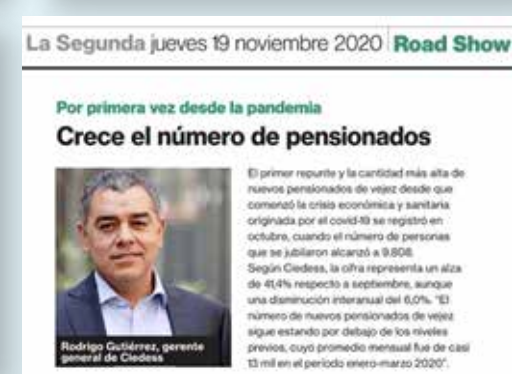 La Segunda jueves 19 noviembre 2020 Road Show
Por primera vez desde la pandemia
Crece el número de pensionados
El primer repunte y la cantidad más alta de
nuevos pensionados de vejez desde que
comenzó la crisis económica y sanitaria
originada por el covid-19 se registró en
octubre, cuando el número de personas
que se jubilaron alcanzó a 9.808.
Según Ciedess, la cifra representa un alza
de 41,4% respecto a septiembre, aunque
una disminución interanual del 6,0%. "El
número de nuevos pensionados de vejez
sigue estando por debajo de los niveles
previos, cuyo promedio mensual fue de casi
13 mil en el período enero-marzo 2020".
Rodrigo Gutiérrez, gerente
general de Ciedess